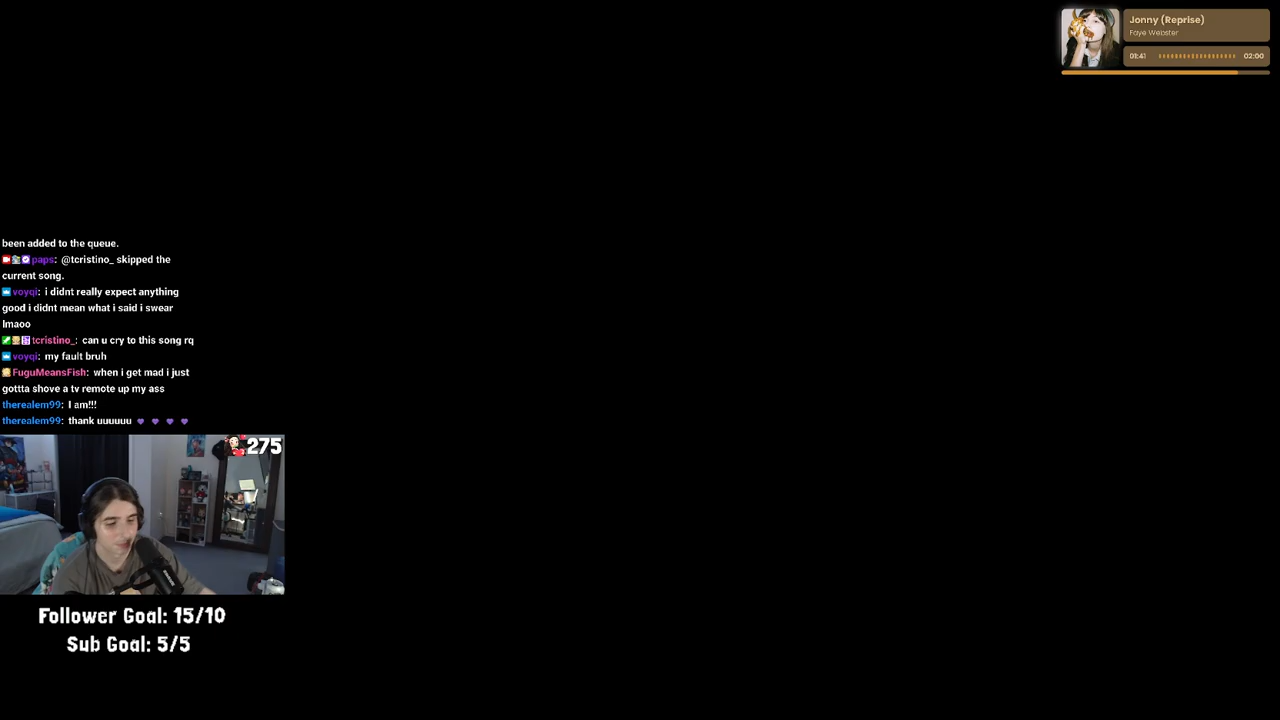 Jonny (Reprise)
Faye Webster
01:41
02:00
been added to the queue.
paps: @tcristino_ skipped the
current song.
voyqi: i didnt really expect anything
good i didnt mean what i said i swear
lmaoo
tcristino_: can u cry to this song rq
voyqi: my fault bruh
FuguMeansFish: when i get mad i just
gottta shove a tv remote up my ass
therealem99: I am!!!
therealem99: thank uuuuuu
275
Follower Goal: 15/10
Sub Goal: 5/5